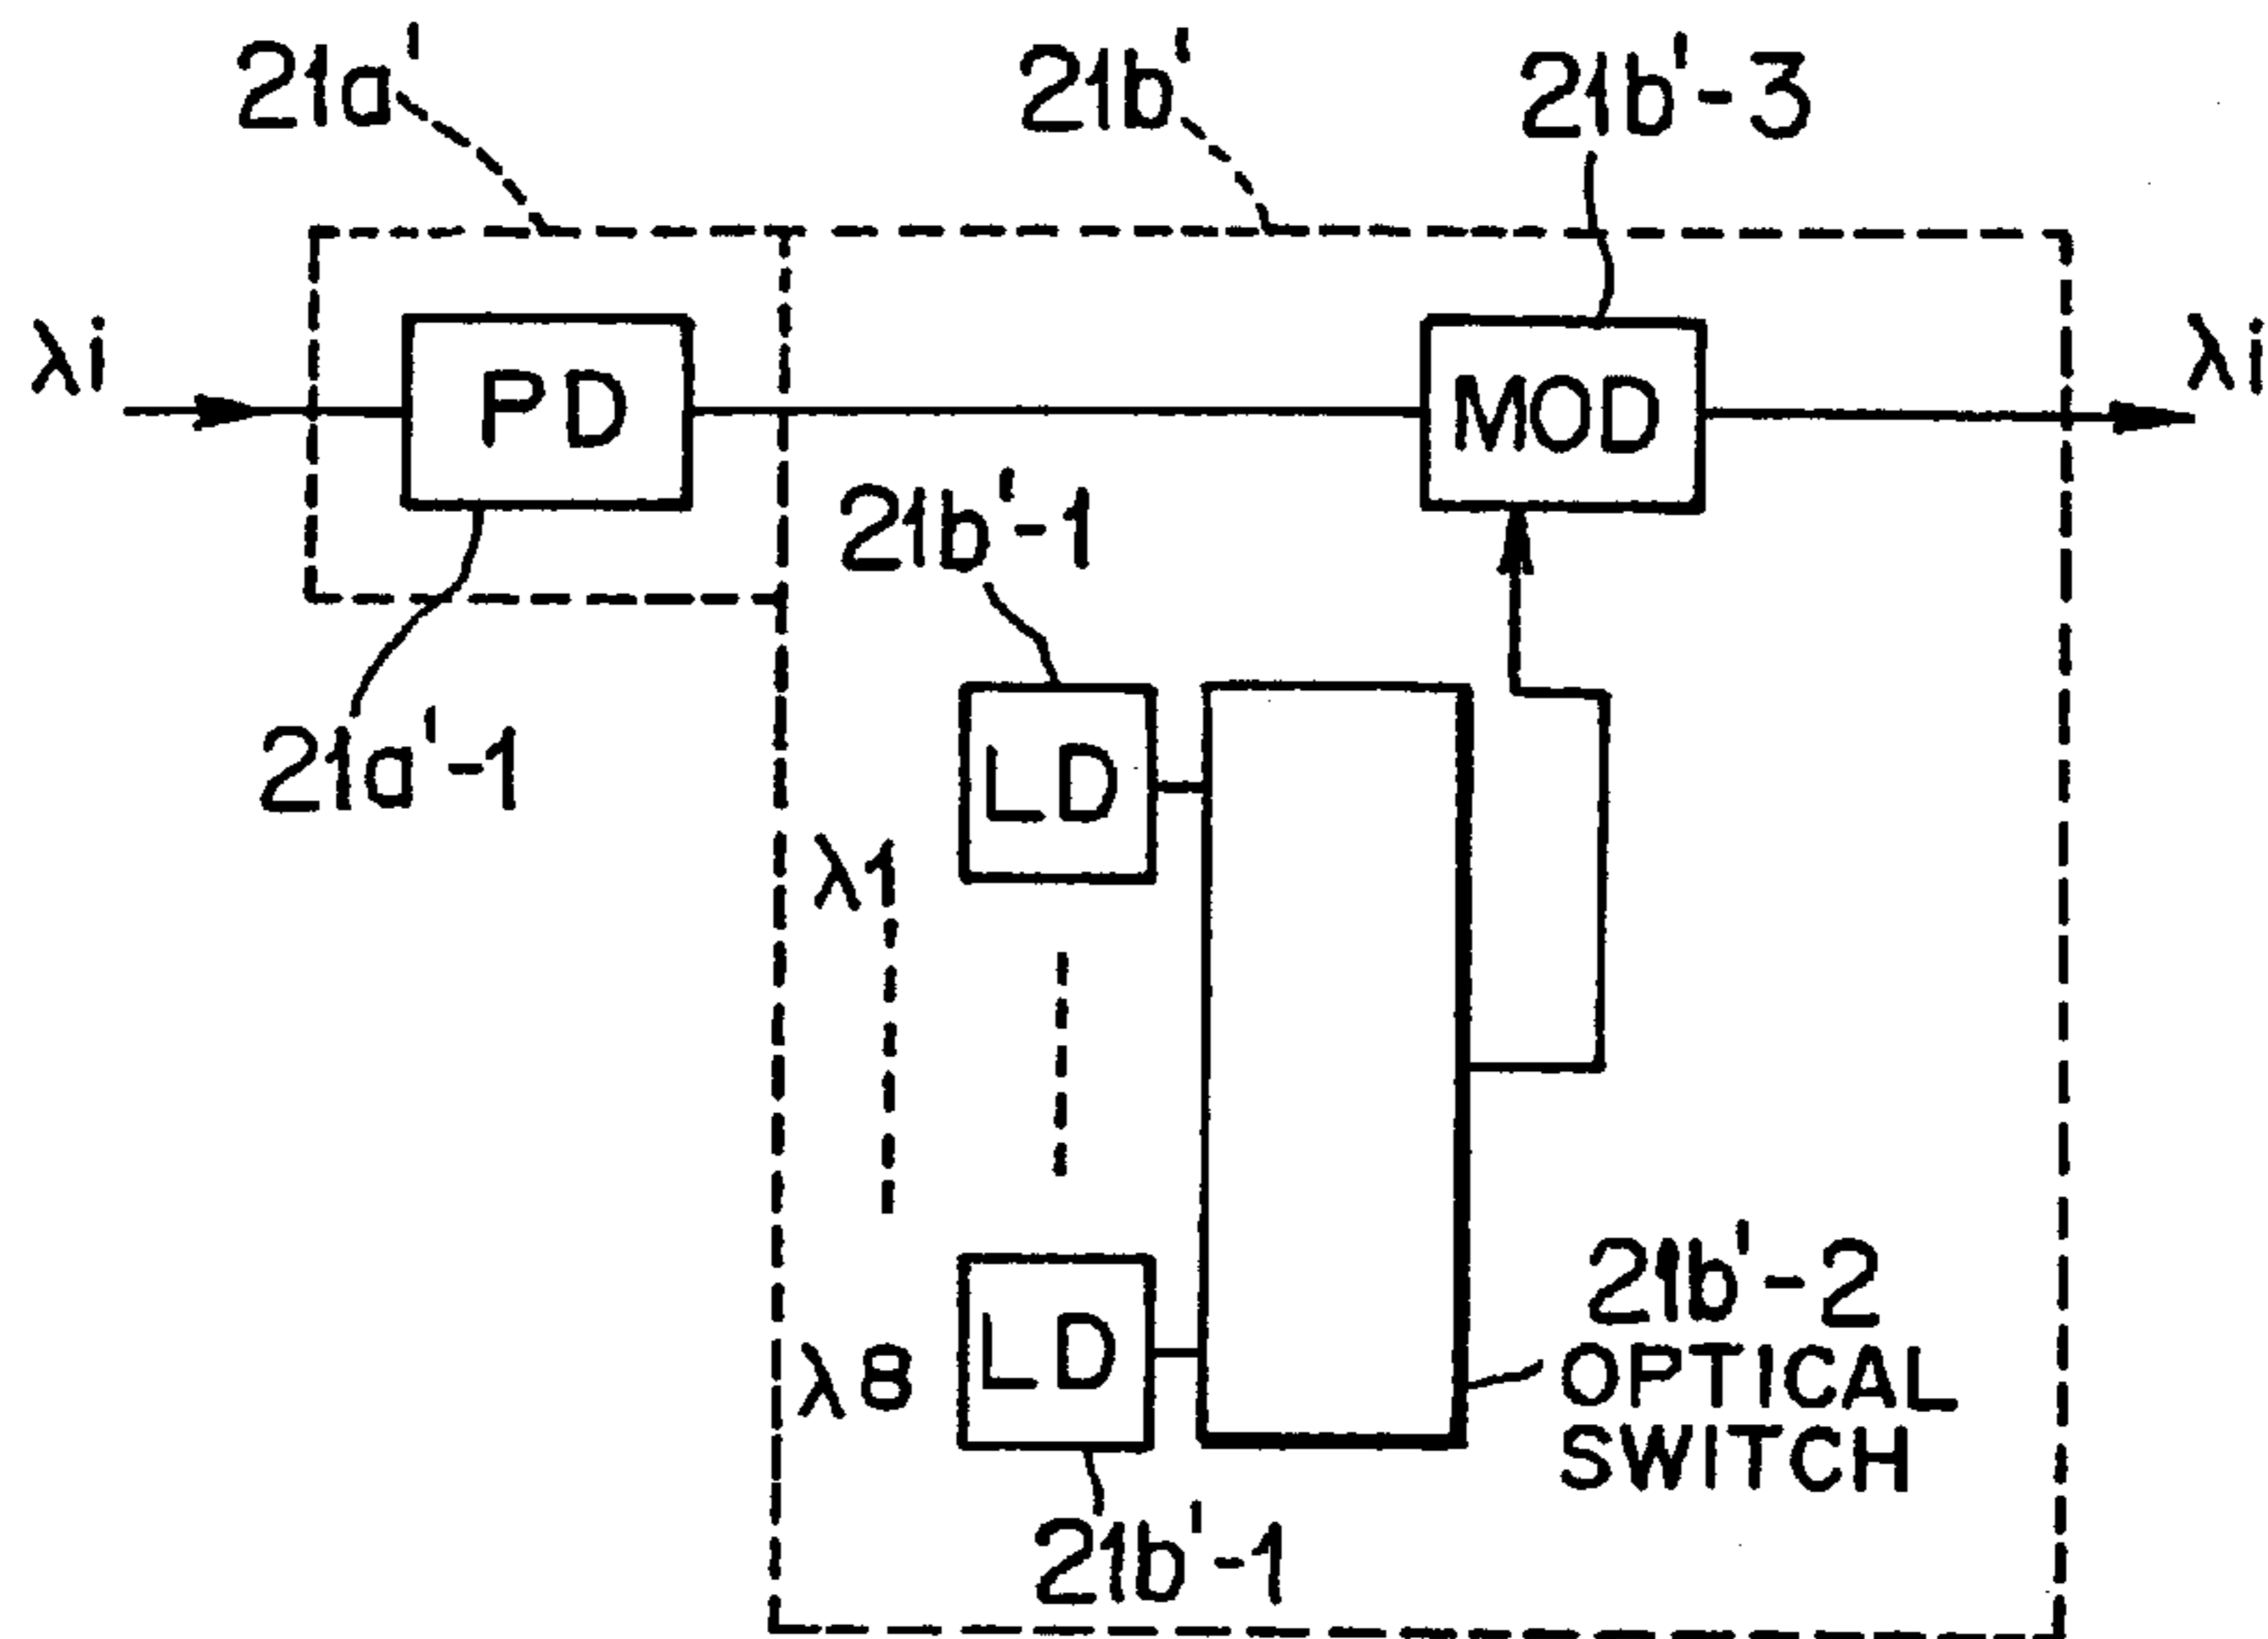 21a'
21b'
21b'-3
λi
PD
MOD
λi
21b'-1
21a'-1
LD
λ1
21b'-2
OPTICAL
SWITCH
λ8
LD
21b'-1